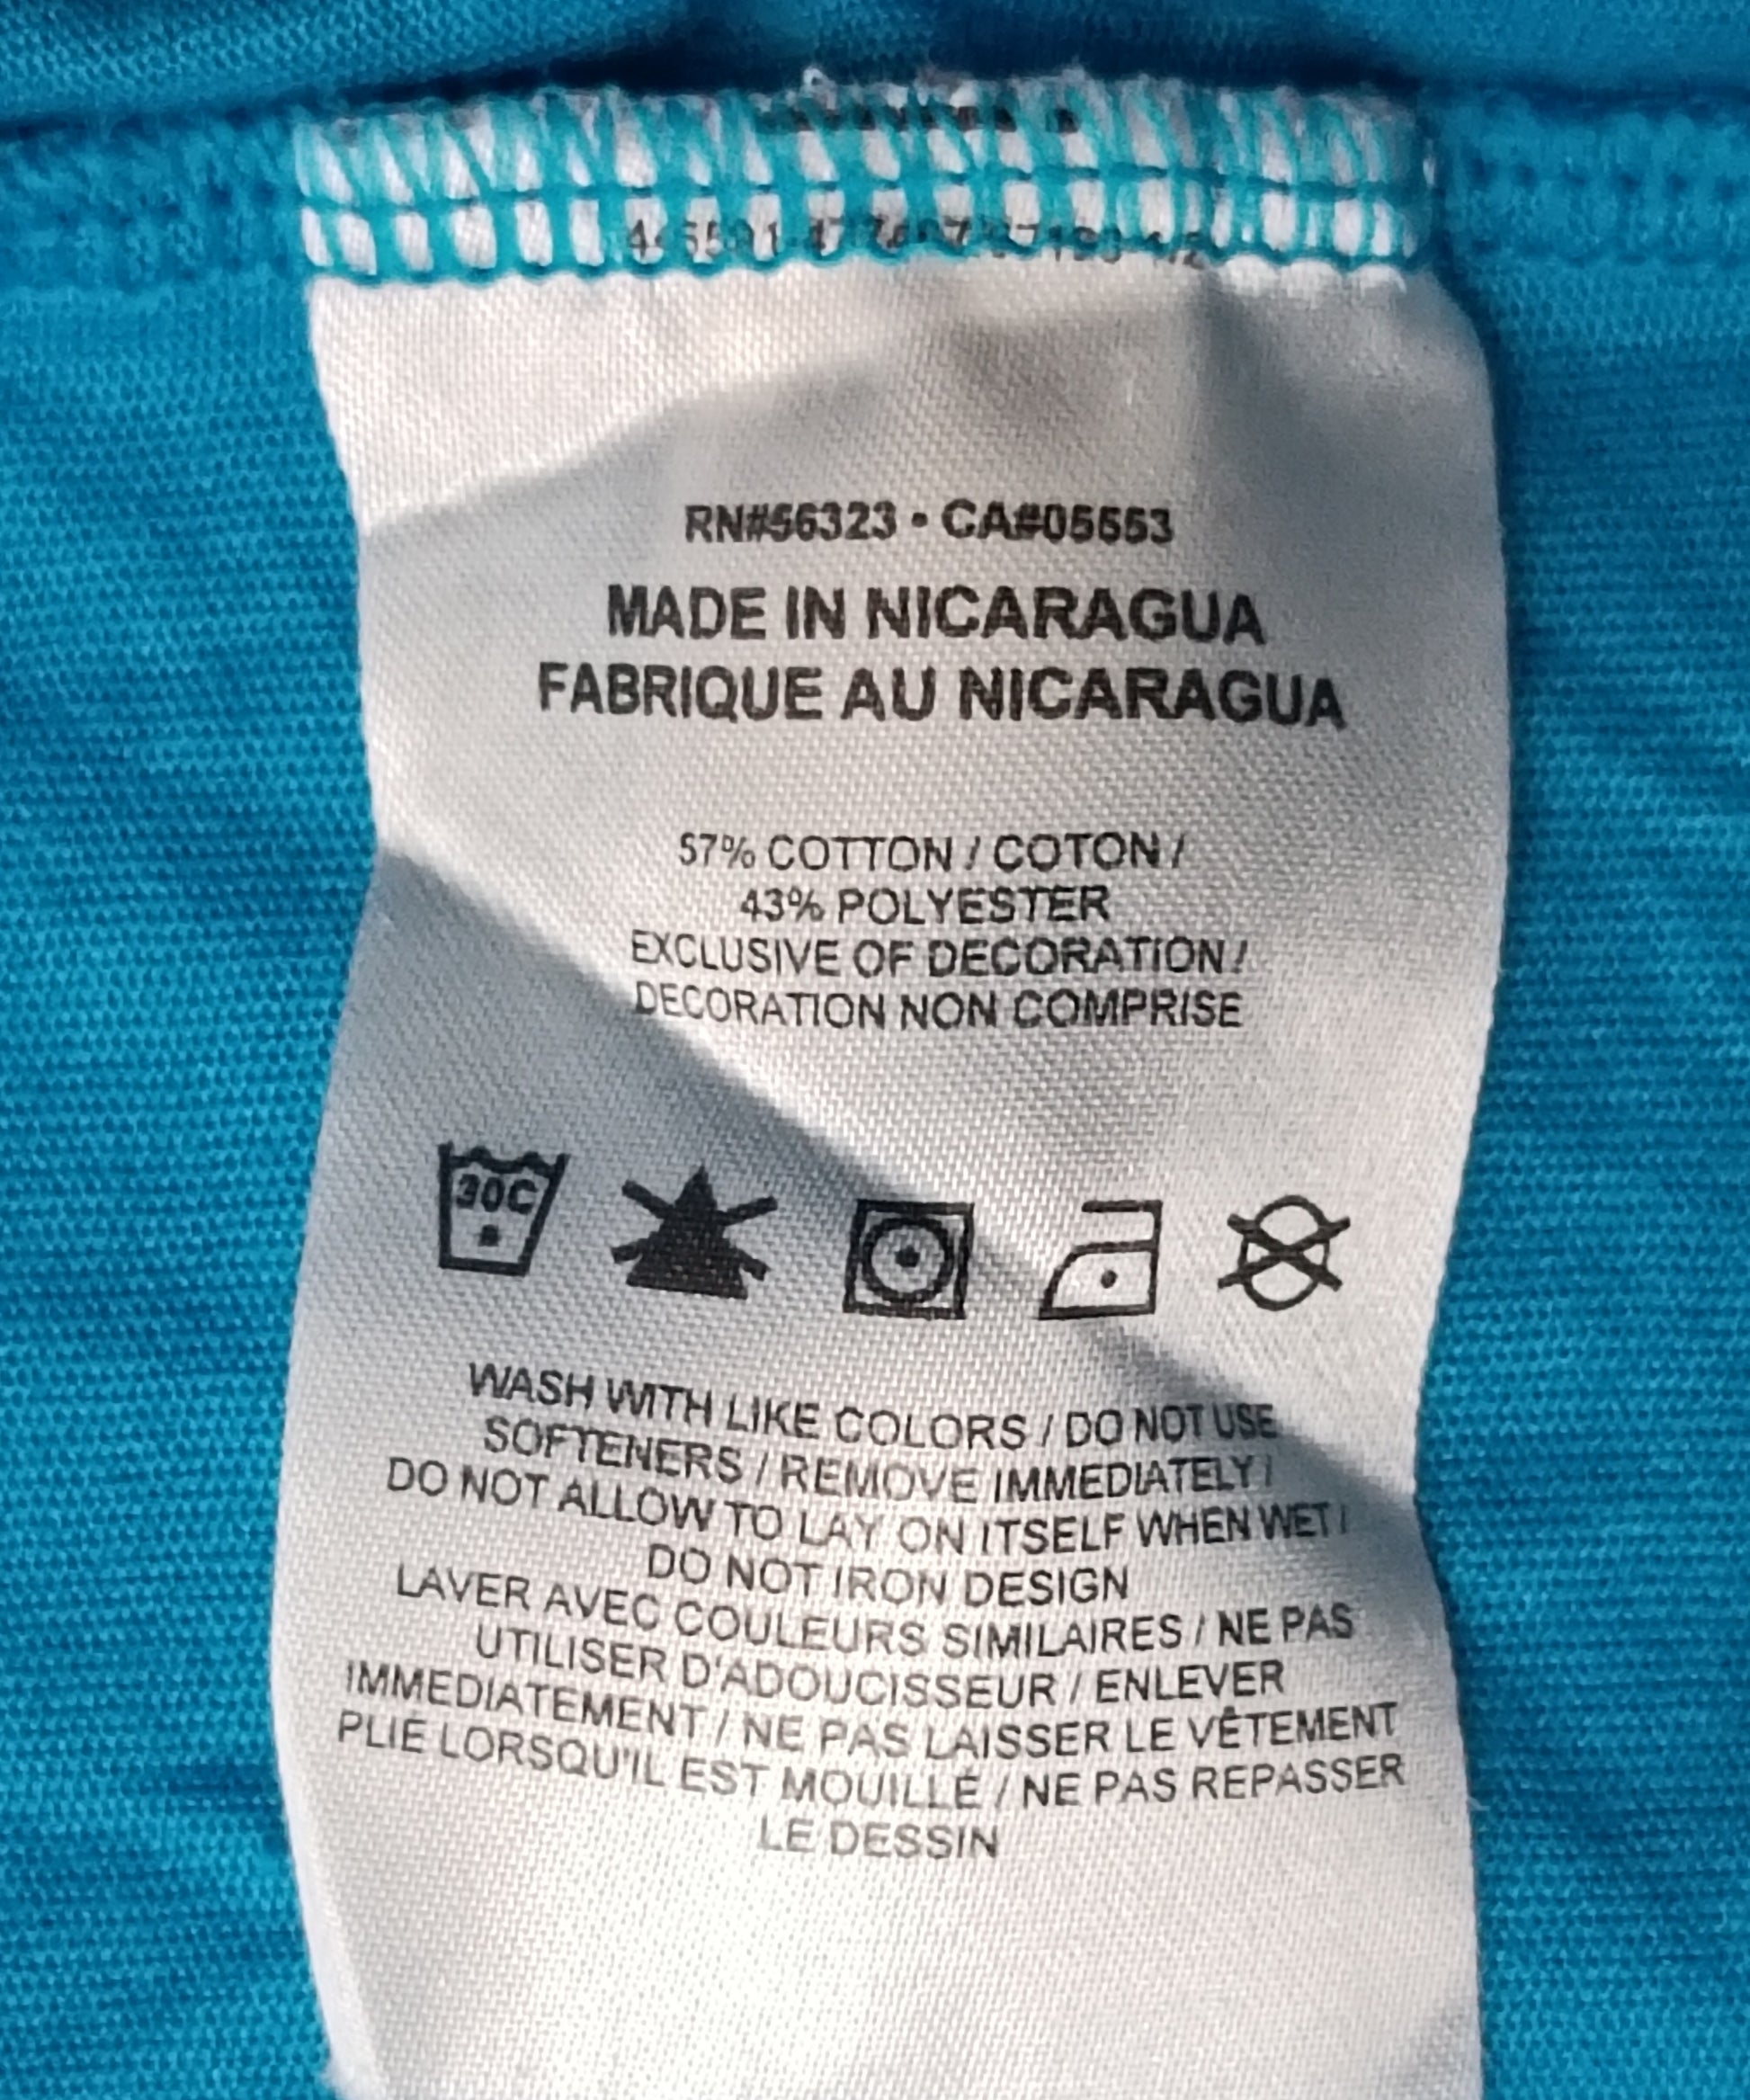 RN#56323 • CA#05553
MADE IN NICARAGUA
FABRIQUE AU NICARAGUA
57% COTTON / COTON /
43% POLYESTER
EXCLUSIVE OF DECORATION /
DECORATION NON COMPRISE
30C
WASH WITH LIKE COLORS / DO NOT USE
SOFTENERS / REMOVE IMMEDIATELY /
DO NOT ALLOW TO LAY ON ITSELF WHEN WET /
DO NOT IRON DESIGN
LAVER AVEC COULEURS SIMILAIRES / NE PAS
UTILISER D'ADOUCISSEUR / ENLEVER
IMMEDIATEMENT / NE PAS LAISSER LE VÊTEMENT
PLIÉ LORSQU'IL EST MOUILLÉ / NE PAS REPASSER
LE DESSIN